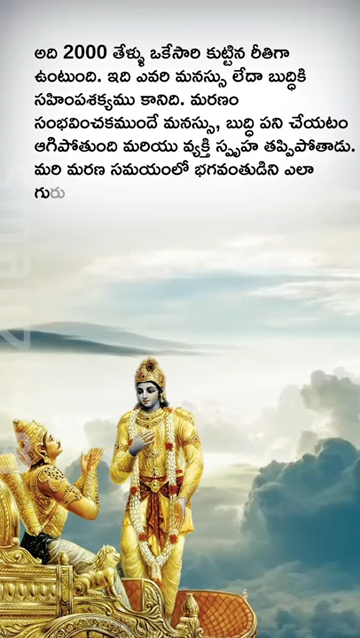 అది 2000 తేళ్ళు ఒకేసారి కుట్టిన రీతిగా
ఉంటుంది. ఇది ఎవరి మనస్సు లేదా బుద్ధికి
సహింపశక్యము కానిది. మరణం
సంభవించకముందే మనస్సు, బుద్ధి పని చేయటం
ఆగిపోతుంది మరియు వ్యక్తి స్పృహ తప్పిపోతాడు.
మరి మరణ సమయంలో భగవంతుడిని ఎలా
గురు